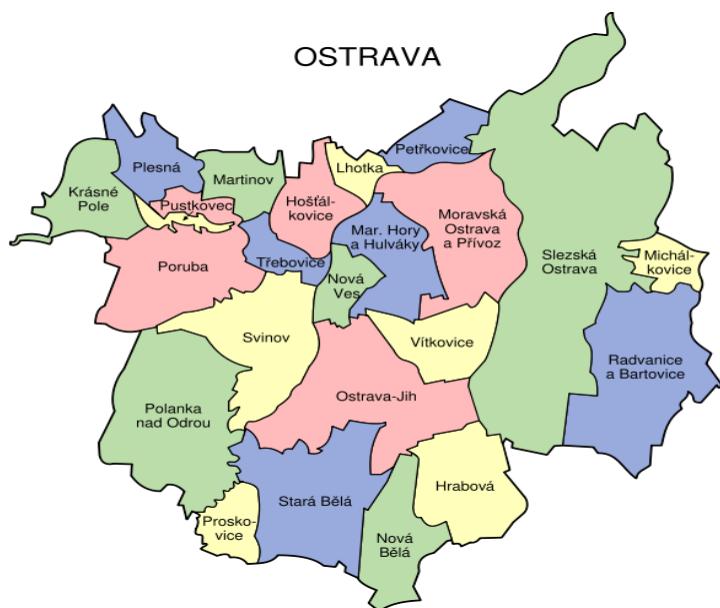 OSTRAVA
Petřkovice
Plesná
Lhotka
Martinov
Krásné
Pole
Pustkovec
Hošťál-
kovice
Moravská
Ostrava
a Přívoz
Mar. Hory
a Hulváky
Slezská
Ostrava
Michál-
kovice
Poruba
Třebovice
Nová
Ves
Svinov
Vítkovice
Radvanice
a Bartovice
Ostrava-Jih
Polanka
nad Odrou
Hrabová
Stará Bělá
Prosko-
vice
Nová
Bělá